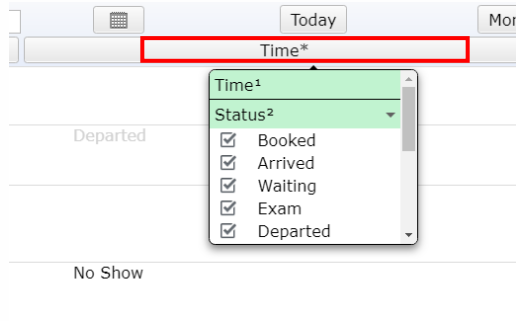 Today
Mor
Time*
Time¹
Status²
Departed
Booked
Arrived
Waiting
Exam
Departed
No Show